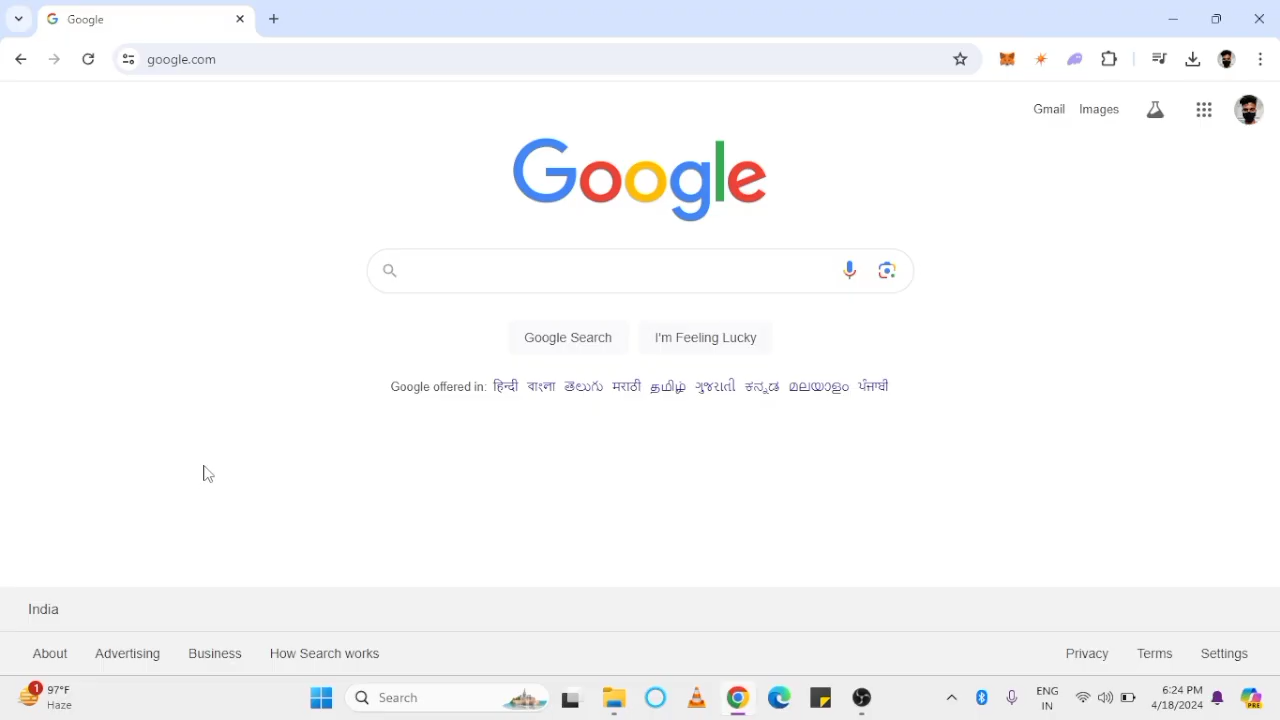 Google
google.com
Gmail Images
Google
Google Search I'm Feeling Lucky
Google offered in: हिन्दी বাংলা తెలుగు मराठी தமிழ் ગુજરાતી ಕನ್ನಡ മലയാളം ਪੰਜਾਬੀ
India
About Advertising Business How Search works Privacy Terms Settings
1 97°F
Haze
Search
ENG
IN
6:24 PM
4/18/2024
PRE